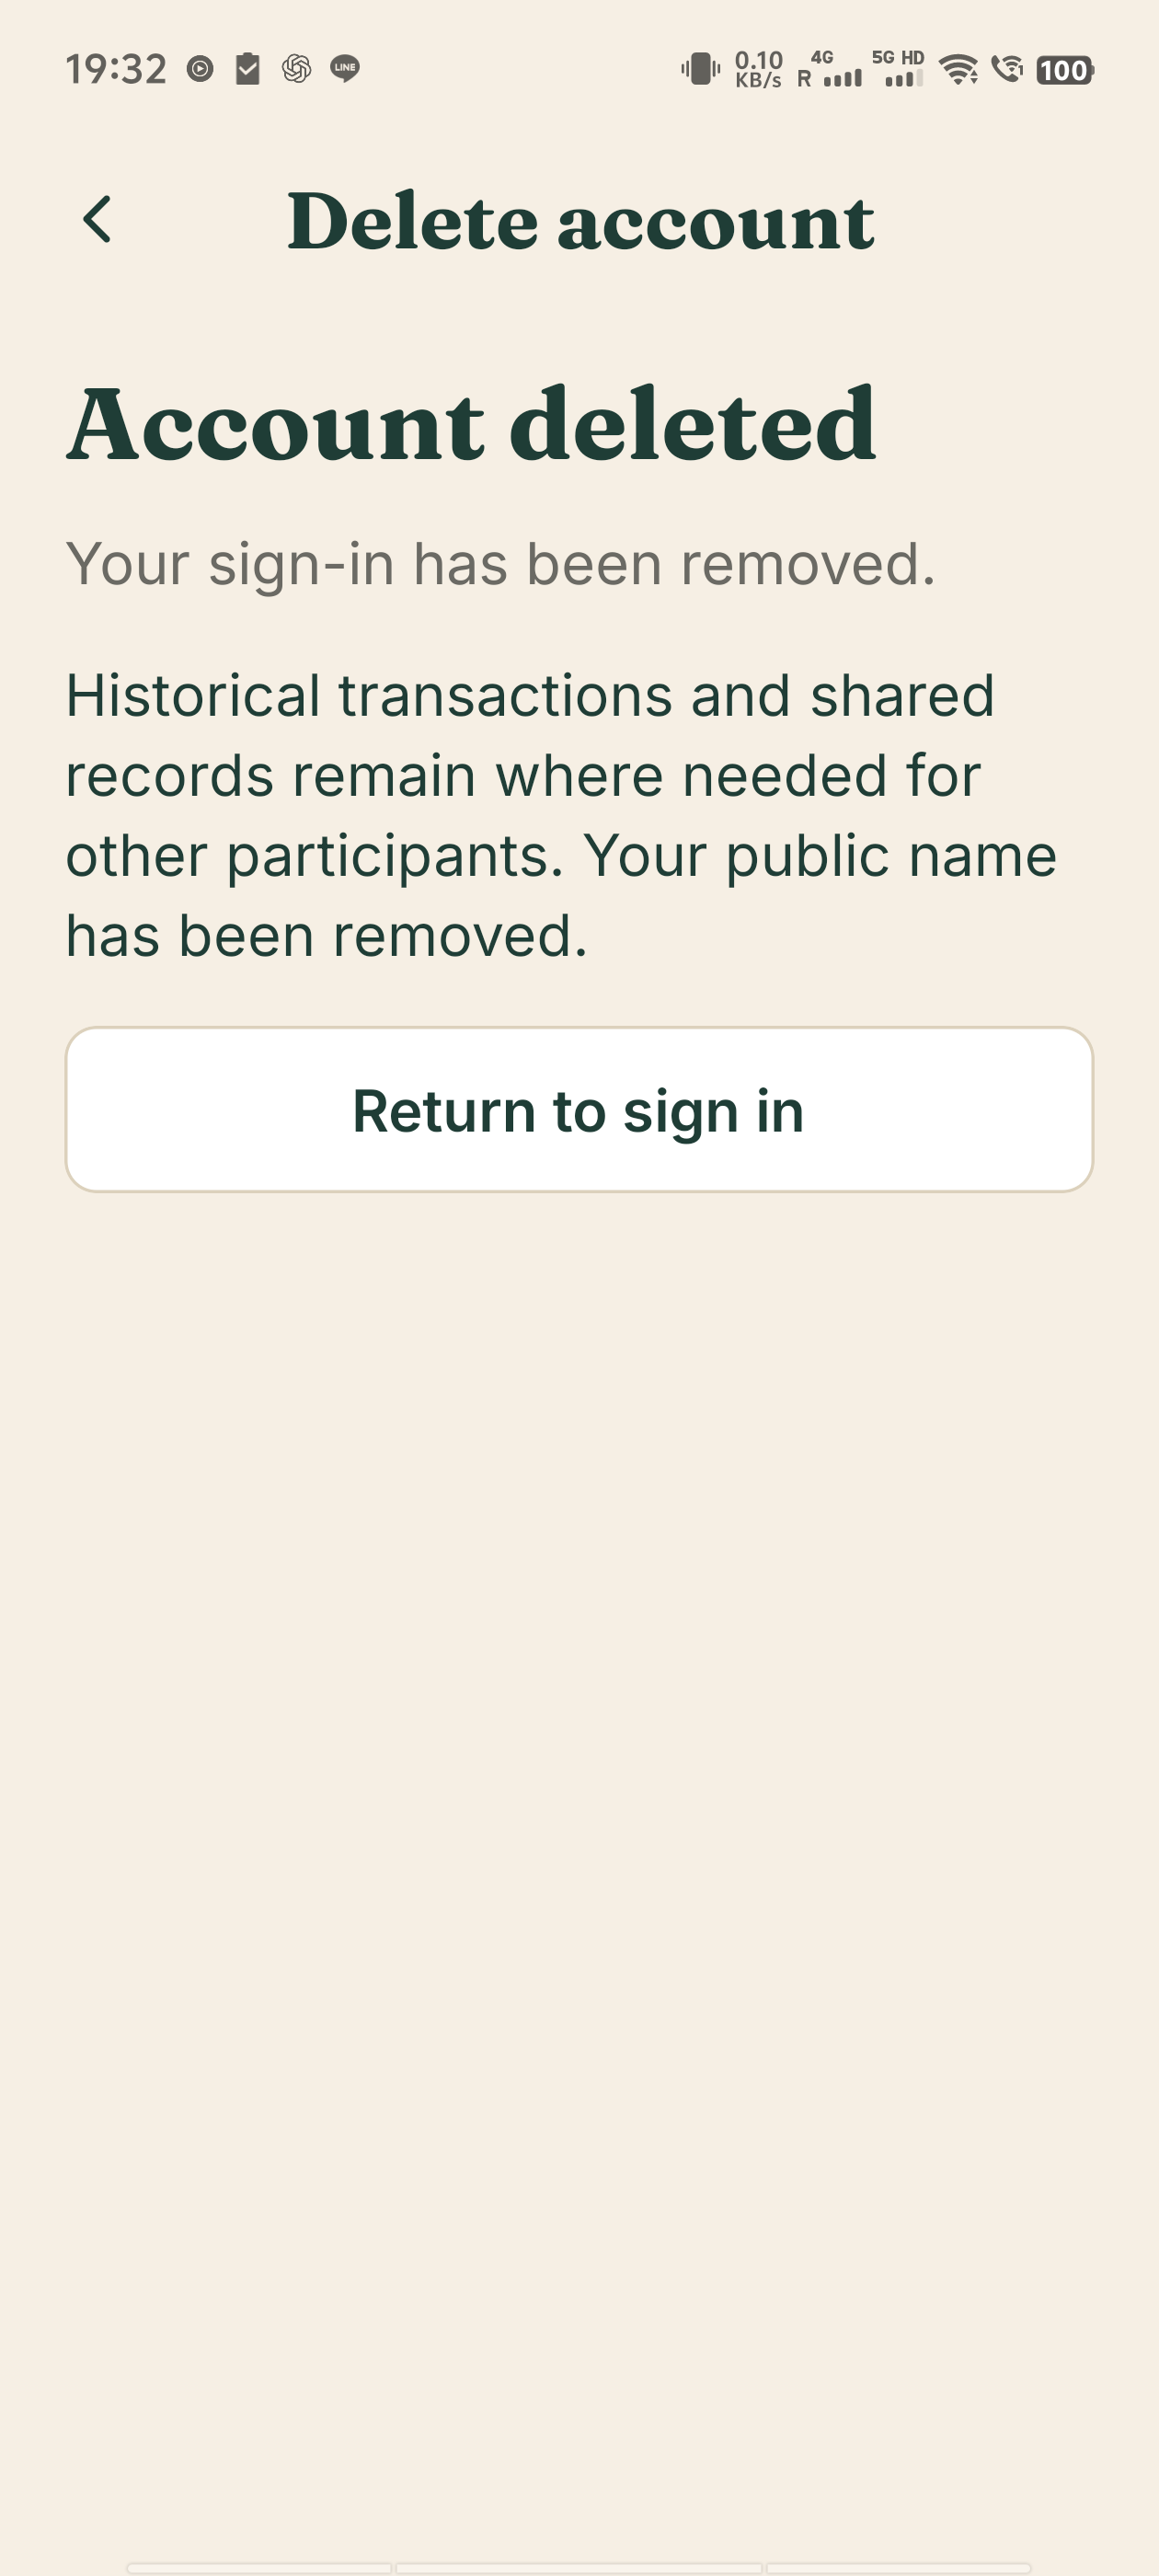 19:32 LINE 0.10 KB/s R 4G 5G HD 100
Delete account
Account deleted
Your sign-in has been removed.
Historical transactions and shared
records remain where needed for
other participants. Your public name
has been removed.
Return to sign in